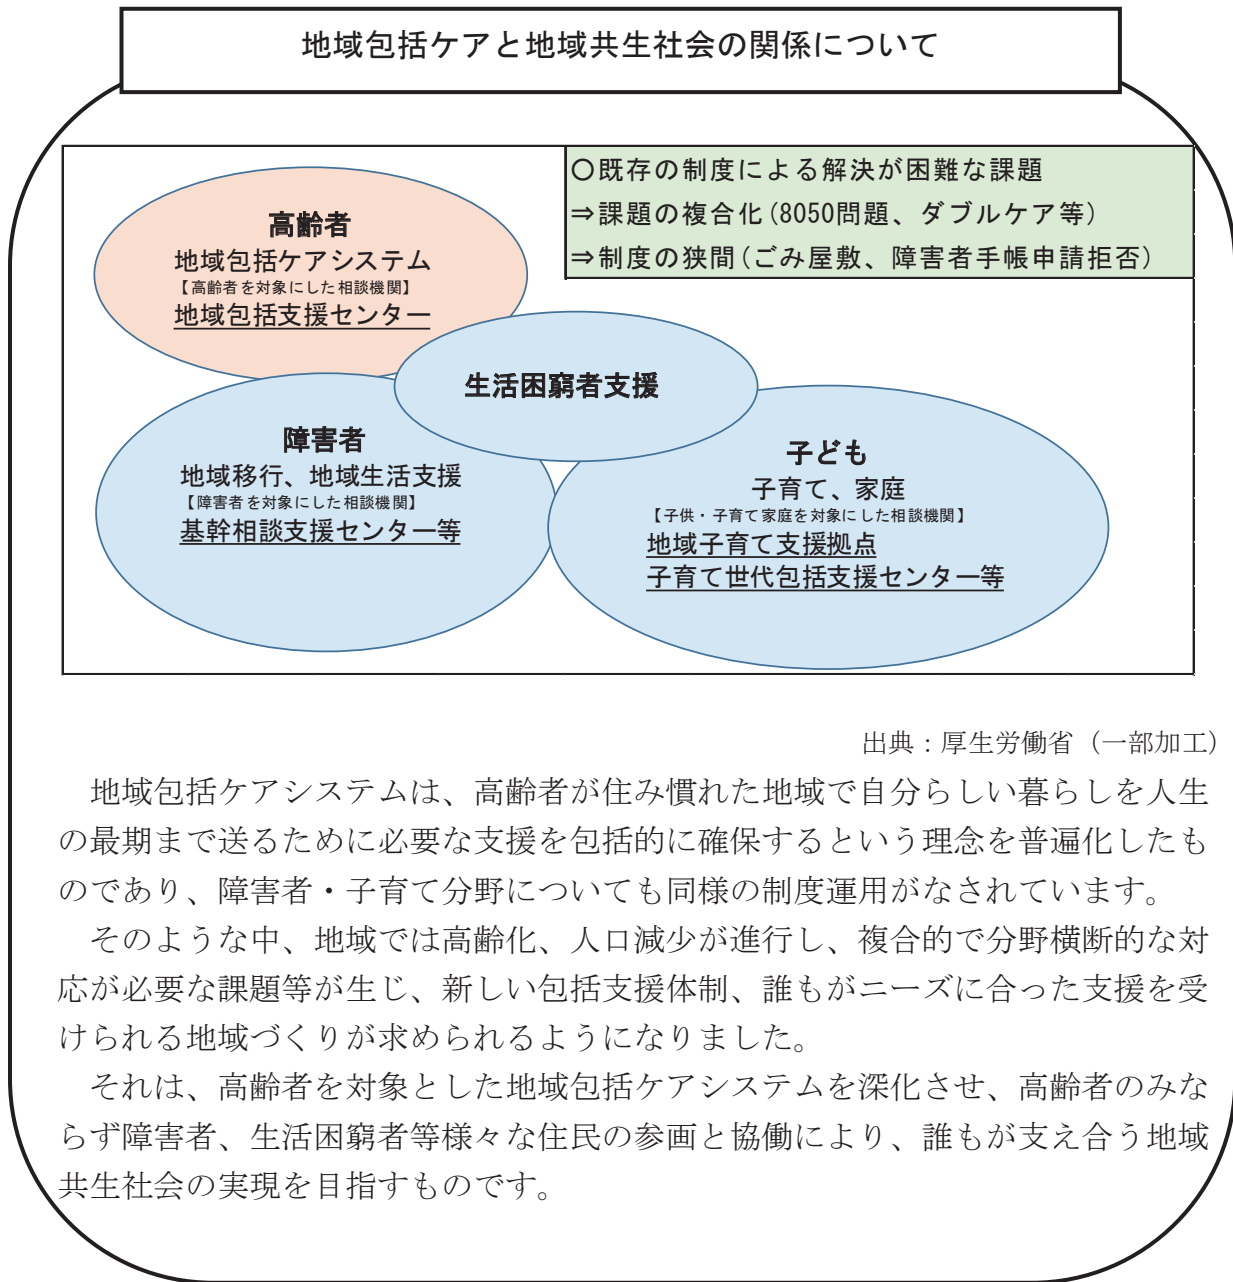 地域包括ケアと地域共生社会の関係について
〇既存の制度による解決が困難な課題
⇒課題の複合化(8050問題、ダブルケア等)
⇒制度の狭間(ごみ屋敷、障害者手帳申請拒否)
高齢者
地域包括ケアシステム
【高齢者を対象にした相談機関】
地域包括支援センター
生活困窮者支援
障害者
地域移行、地域生活支援
【障害者を対象にした相談機関】
基幹相談支援センター等
子ども
子育て、家庭
【子供・子育て家庭を対象にした相談機関】
地域子育て支援拠点
子育て世代包括支援センター等
出典:厚生労働省(一部加工)
地域包括ケアシステムは、高齢者が住み慣れた地域で自分らしい暮らしを人生
の最期まで送るために必要な支援を包括的に確保するという理念を普遍化したも
のであり、障害者・子育て分野についても同様の制度運用がなされています。
そのような中、地域では高齢化、人口減少が進行し、複合的で分野横断的な対
応が必要な課題等が生じ、新しい包括支援体制、誰もがニーズに合った支援を受
けられる地域づくりが求められるようになりました。
それは、高齢者を対象とした地域包括ケアシステムを深化させ、高齢者のみな
らず障害者、生活困窮者等様々な住民の参画と協働により、誰もが支え合う地域
共生社会の実現を目指すものです。